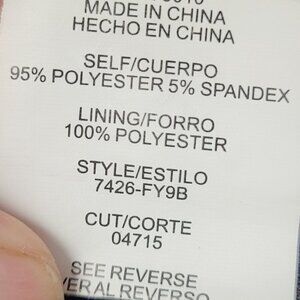 MADE IN CHINA
HECHO EN CHINA
SELF/CUERPO
95% POLYESTER 5% SPANDEX
LINING/FORRO
100% POLYESTER
STYLE/ESTILO
7426-FY9B
CUT/CORTE
04715
SEE REVERSE
REVERSO